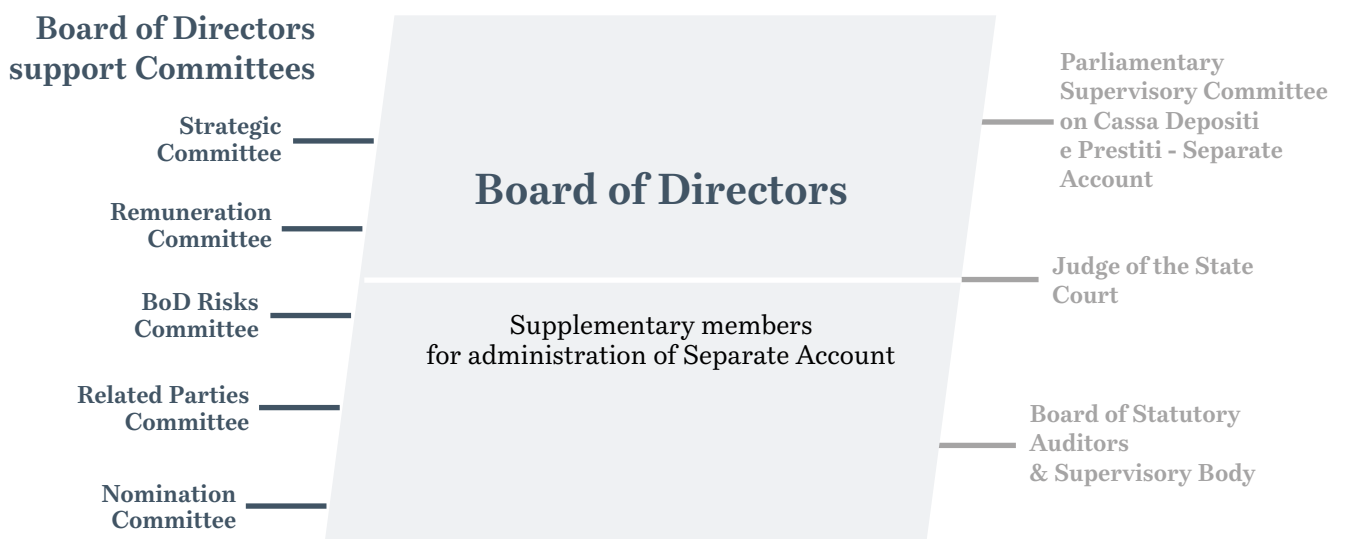 Board of Directors
support Committees
Strategic
Committee
Remuneration
Committee
BoD Risks
Committee
Related Parties
Committee
Nomination
Committee
Board of Directors
Supplementary members
for administration of Separate Account
Parliamentary
Supervisory Committee
on Cassa Depositi
e Prestiti - Separate
Account
Judge of the State
Court
Board of Statutory
Auditors
& Supervisory Body